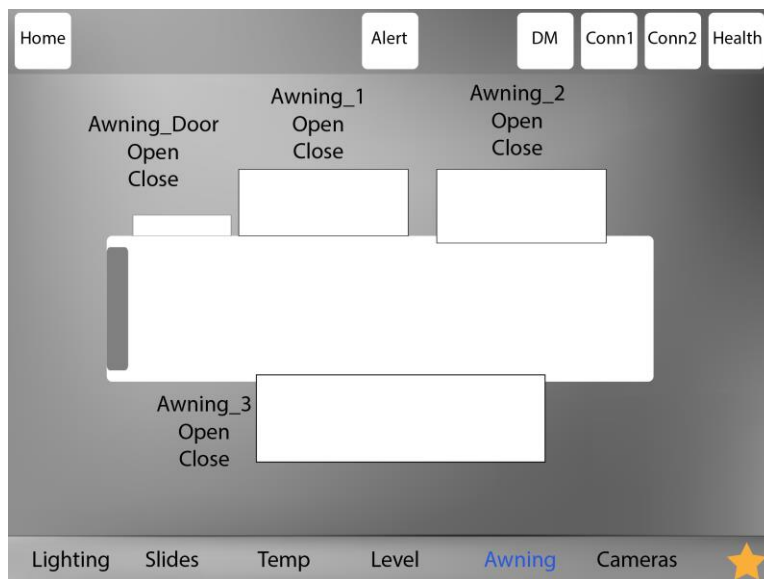 Home Alert DM Conn1 Conn2 Health
Awning_Door
Open
Close
Awning_1
Open
Close
Awning_2
Open
Close
Awning_3
Open
Close
Lighting Slides Temp Level Awning Cameras